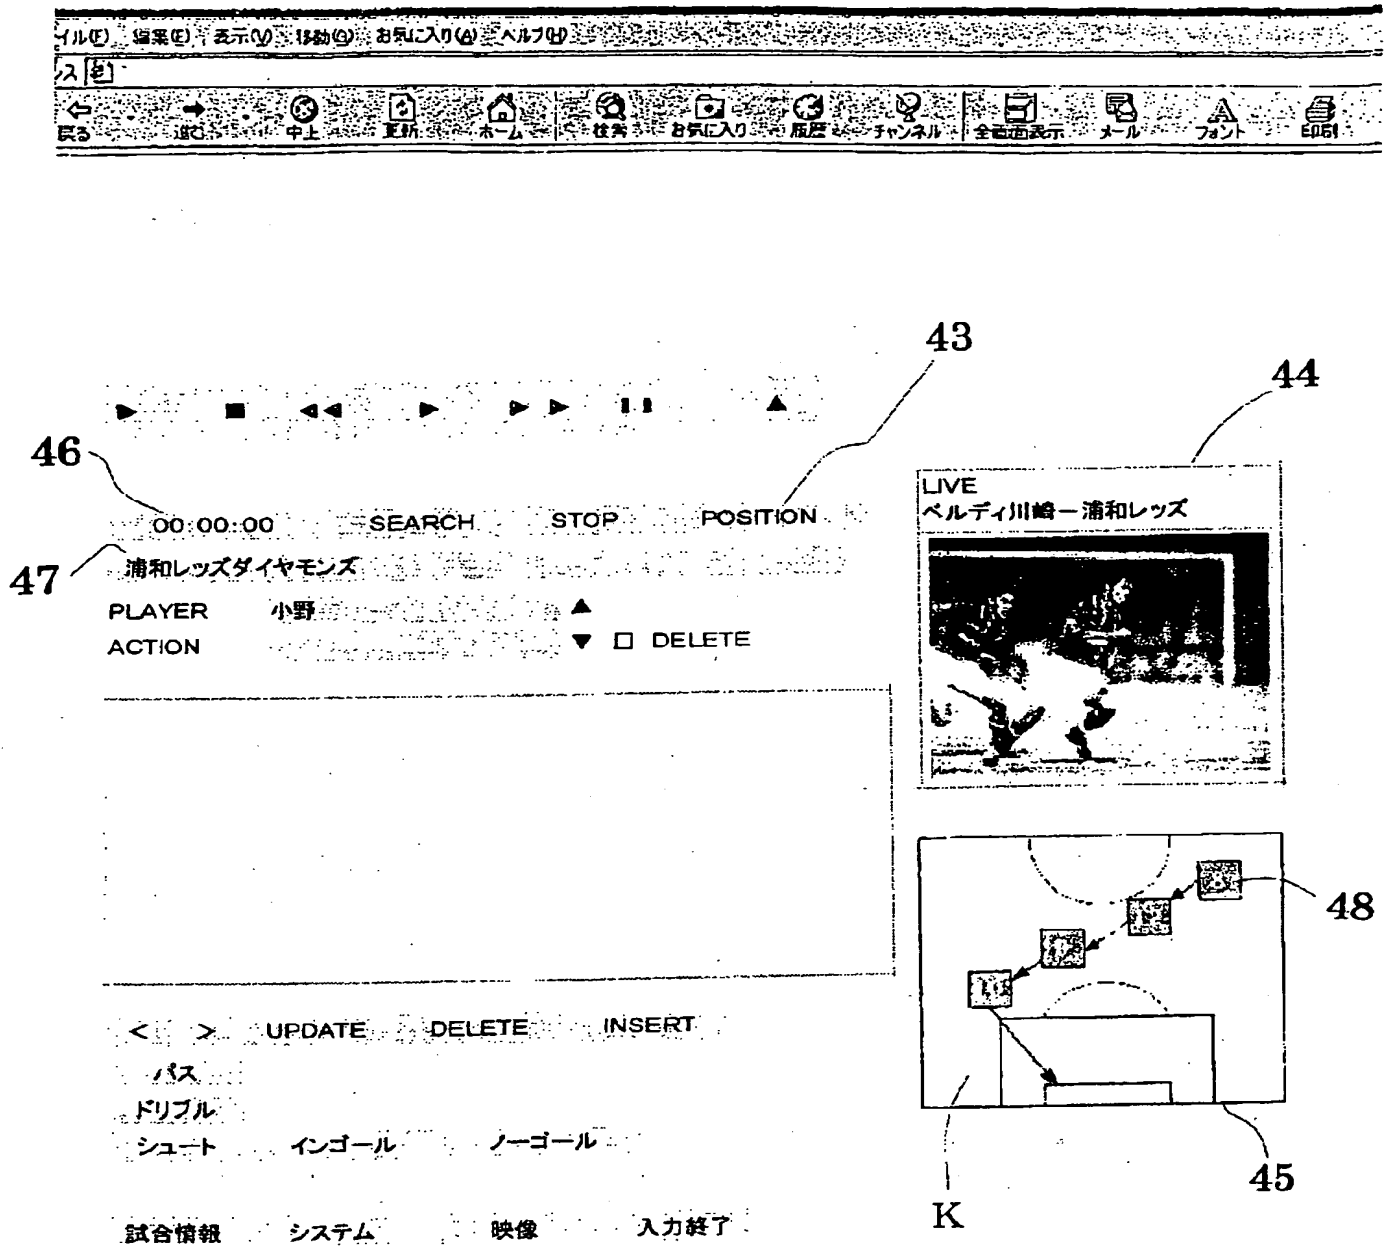 イル(F) 編集(E) 表示(V) 移動(G) お気に入り(A) ヘルプ(H)
ス
戻る 進む 中止 更新 ホーム 検索 お気に入り 履歴 チャンネル 全画面表示 メール フォント 印刷
43
44
46
LIVE
ベルディ川崎ー浦和レッズ
00:00:00 SEARCH STOP POSITION
47
浦和レッズダイヤモンズ
PLAYER 小野
ACTION DELETE
48
< > UPDATE DELETE INSERT
パス
ドリブル
シュート インゴール ノーゴール
45
K
試合情報 システム 映像 入力終了